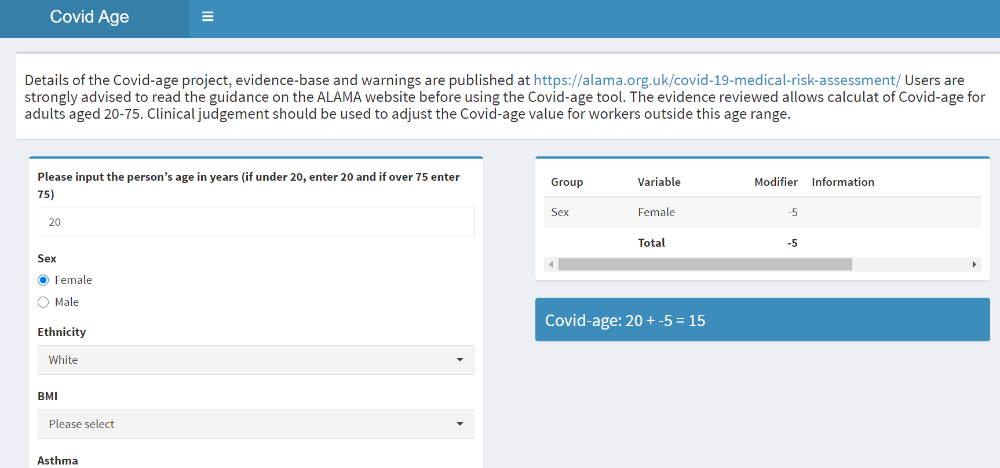 Covid Age
Details of the Covid-age project, evidence-base and warnings are published at https://alama.org.uk/covid-19-medical-risk-assessment/ Users are
strongly advised to read the guidance on the ALAMA website before using the Covid-age tool. The evidence reviewed allows calculat of Covid-age for
adults aged 20-75. Clinical judgement should be used to adjust the Covid-age value for workers outside this age range.
Please input the person's age in years (if under 20, enter 20 and if over 75 enter
75)
20
Sex
Female
Male
Ethnicity
White
BMI
Please select
Asthma
Group Variable Modifier Information
Sex Female -5
Total -5
Covid-age: 20 + -5 = 15